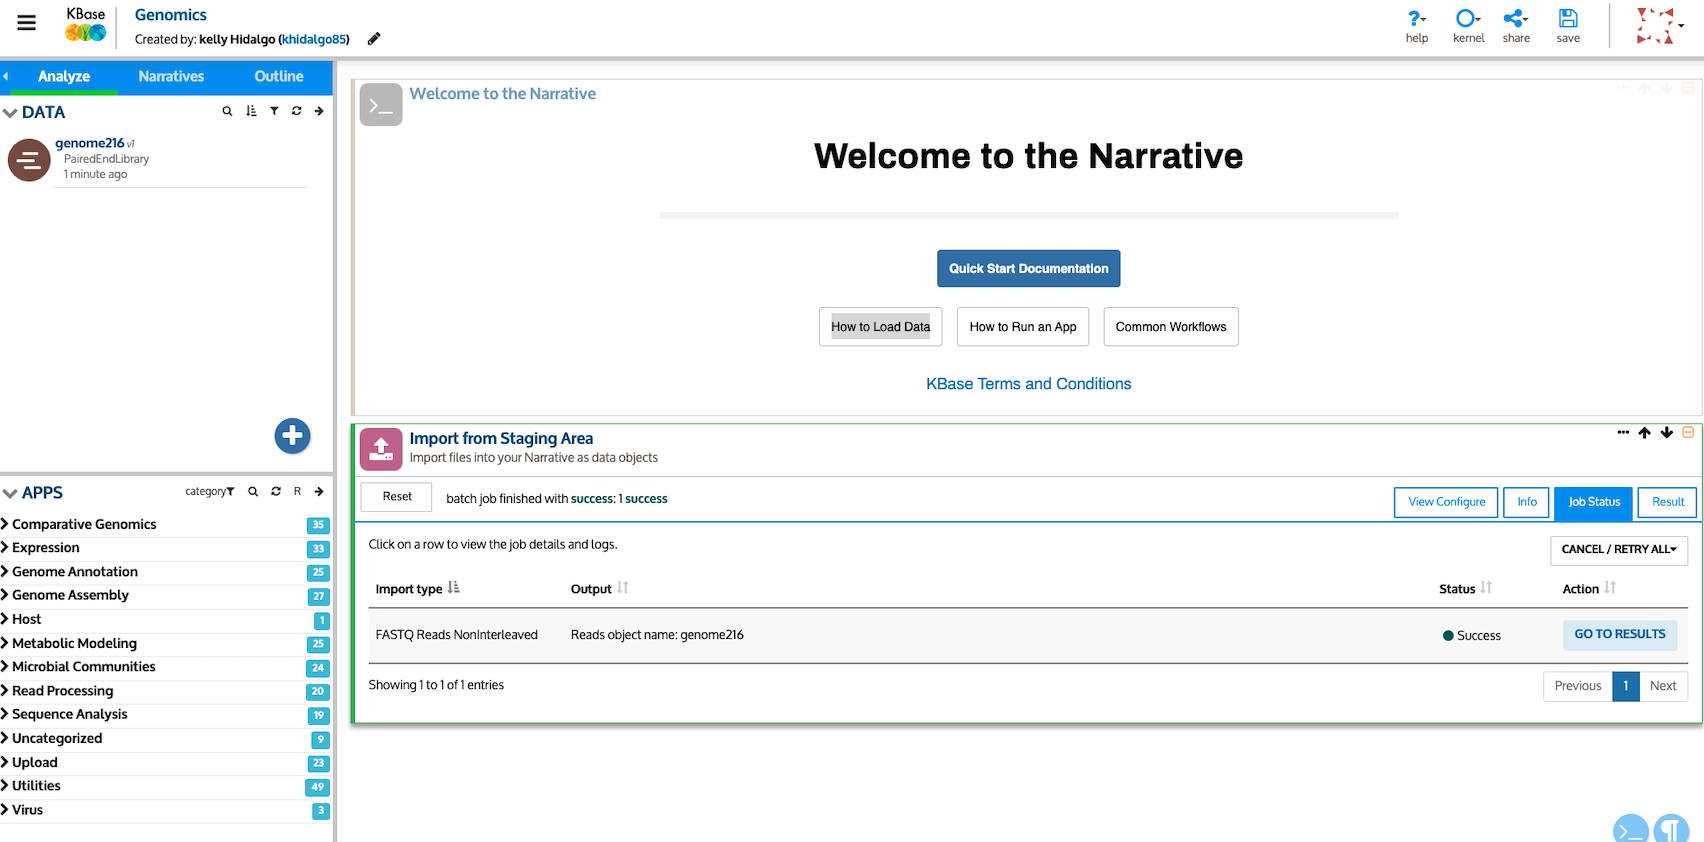 KBase
Genomics
Created by: kelly Hidalgo (khidalgo85)
help
kernel
share
save
Analyze
Narratives
Outline
DATA
genome216 v1
PairedEndLibrary
1 minute ago
APPS
category
R
Comparative Genomics 35
Expression 33
Genome Annotation 25
Genome Assembly 27
Host 1
Metabolic Modeling 25
Microbial Communities 24
Read Processing 20
Sequence Analysis 19
Uncategorized 9
Upload 23
Utilities 49
Virus 3
Welcome to the Narrative
Welcome to the Narrative
Quick Start Documentation
How to Load Data
How to Run an App
Common Workflows
KBase Terms and Conditions
Import from Staging Area
Import files into your Narrative as data objects
Reset
batch job finished with success: 1 success
View Configure
Info
Job Status
Result
Click on a row to view the job details and logs.
CANCEL / RETRY ALL
Import type
Output
Status
Action
FASTQ Reads NonInterleaved
Reads object name: genome216
Success
GO TO RESULTS
Showing 1 to 1 of 1 entries
Previous
1
Next